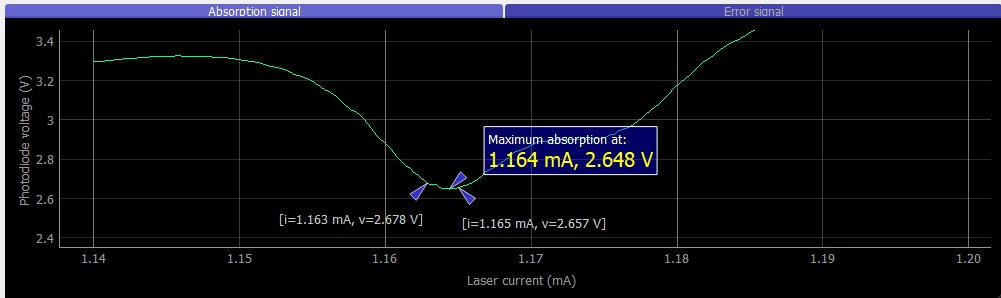 Absorption signal
Error signal
3.4
3.2
3
2.8
2.6
2.4
Photodiode voltage (V)
Maximum absorption at:
1.164 mA, 2.648 V
[i=1.163 mA, v=2.678 V]
[i=1.165 mA, v=2.657 V]
1.14
1.15
1.16
1.17
1.18
1.19
1.20
Laser current (mA)